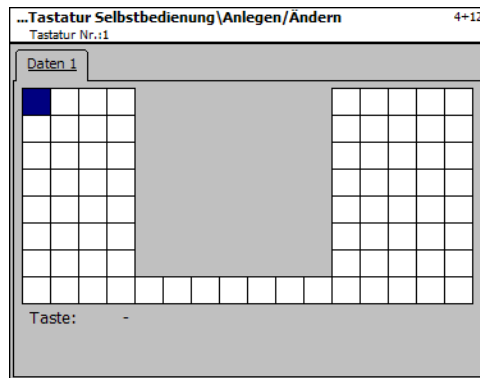 ...Tastatur Selbstbedienung\Anlegen/Ändern 4+12
Tastatur Nr.:1
Daten 1
Taste: -